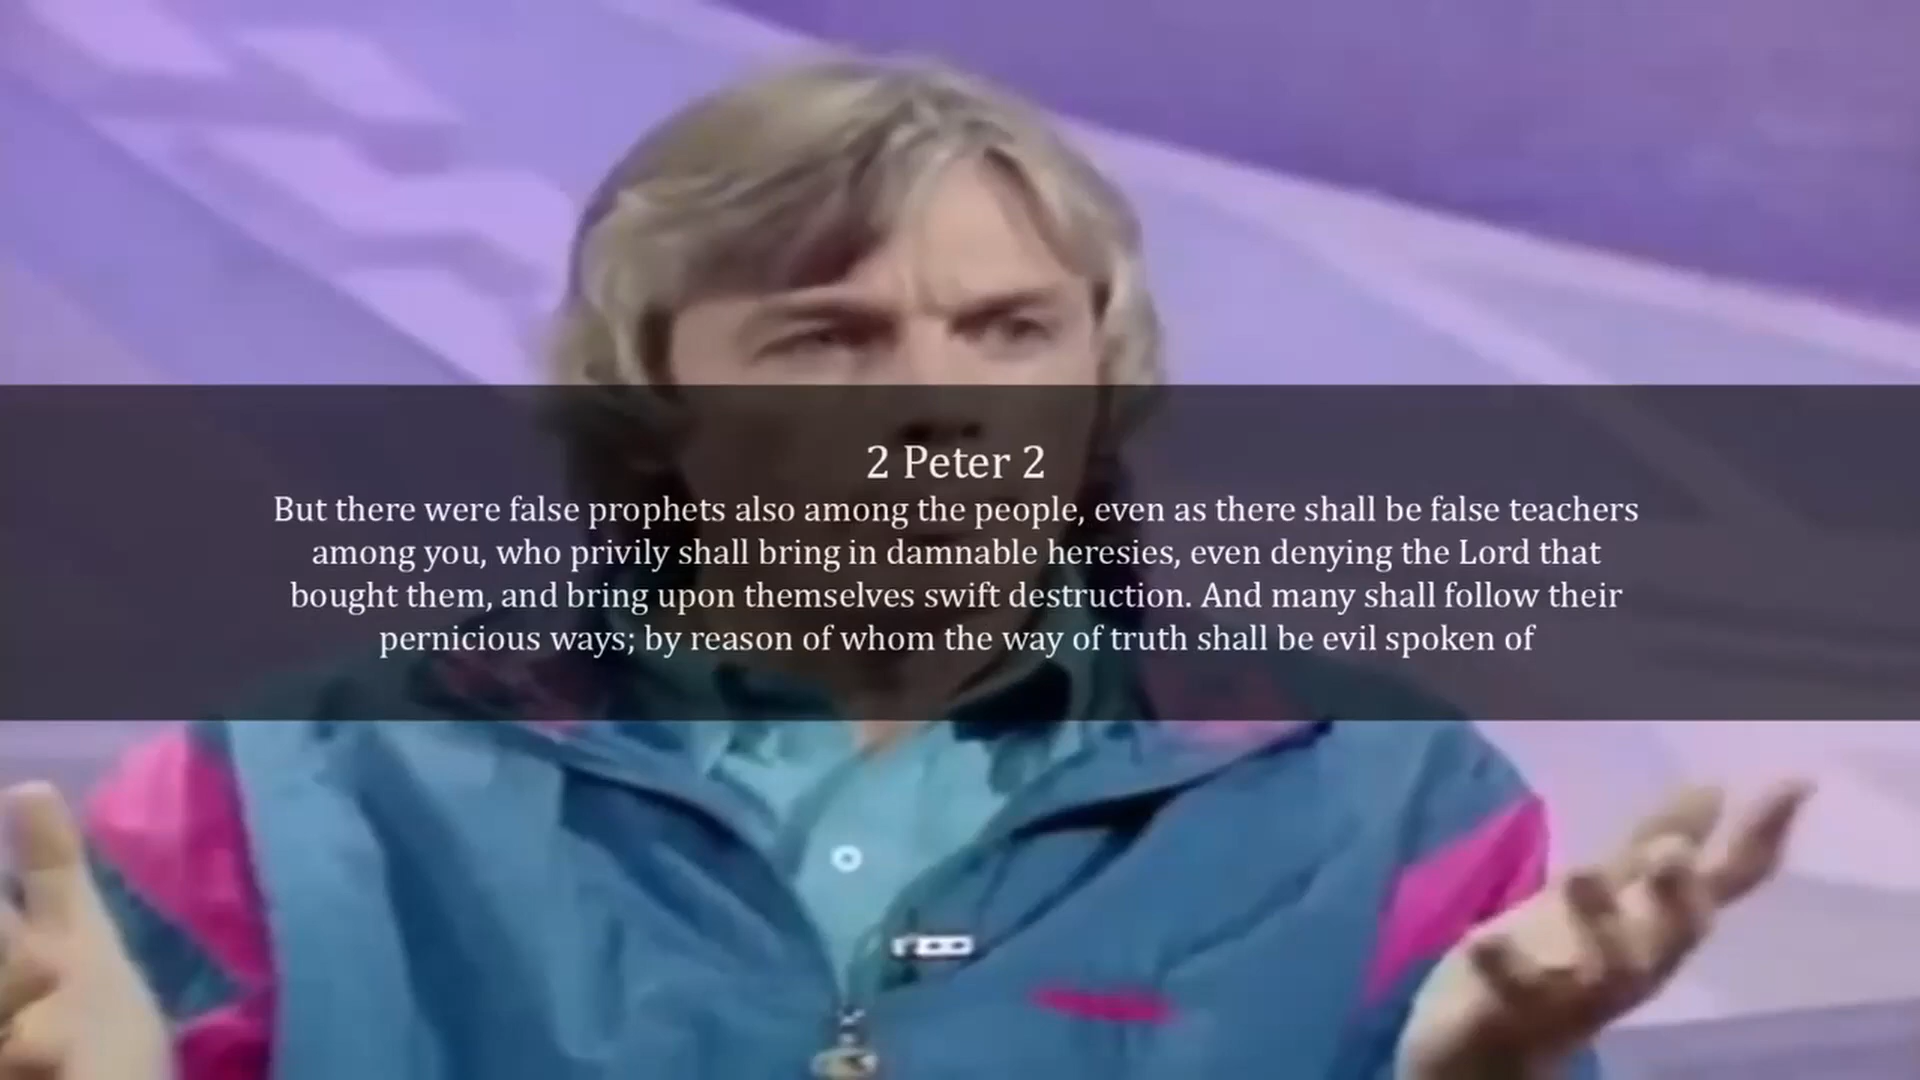 2 Peter 2
But there were false prophets also among the people, even as there shall be false teachers
among you, who privily shall bring in damnable heresies, even denying the Lord that
bought them, and bring upon themselves swift destruction. And many shall follow their
pernicious ways; by reason of whom the way of truth shall be evil spoken of